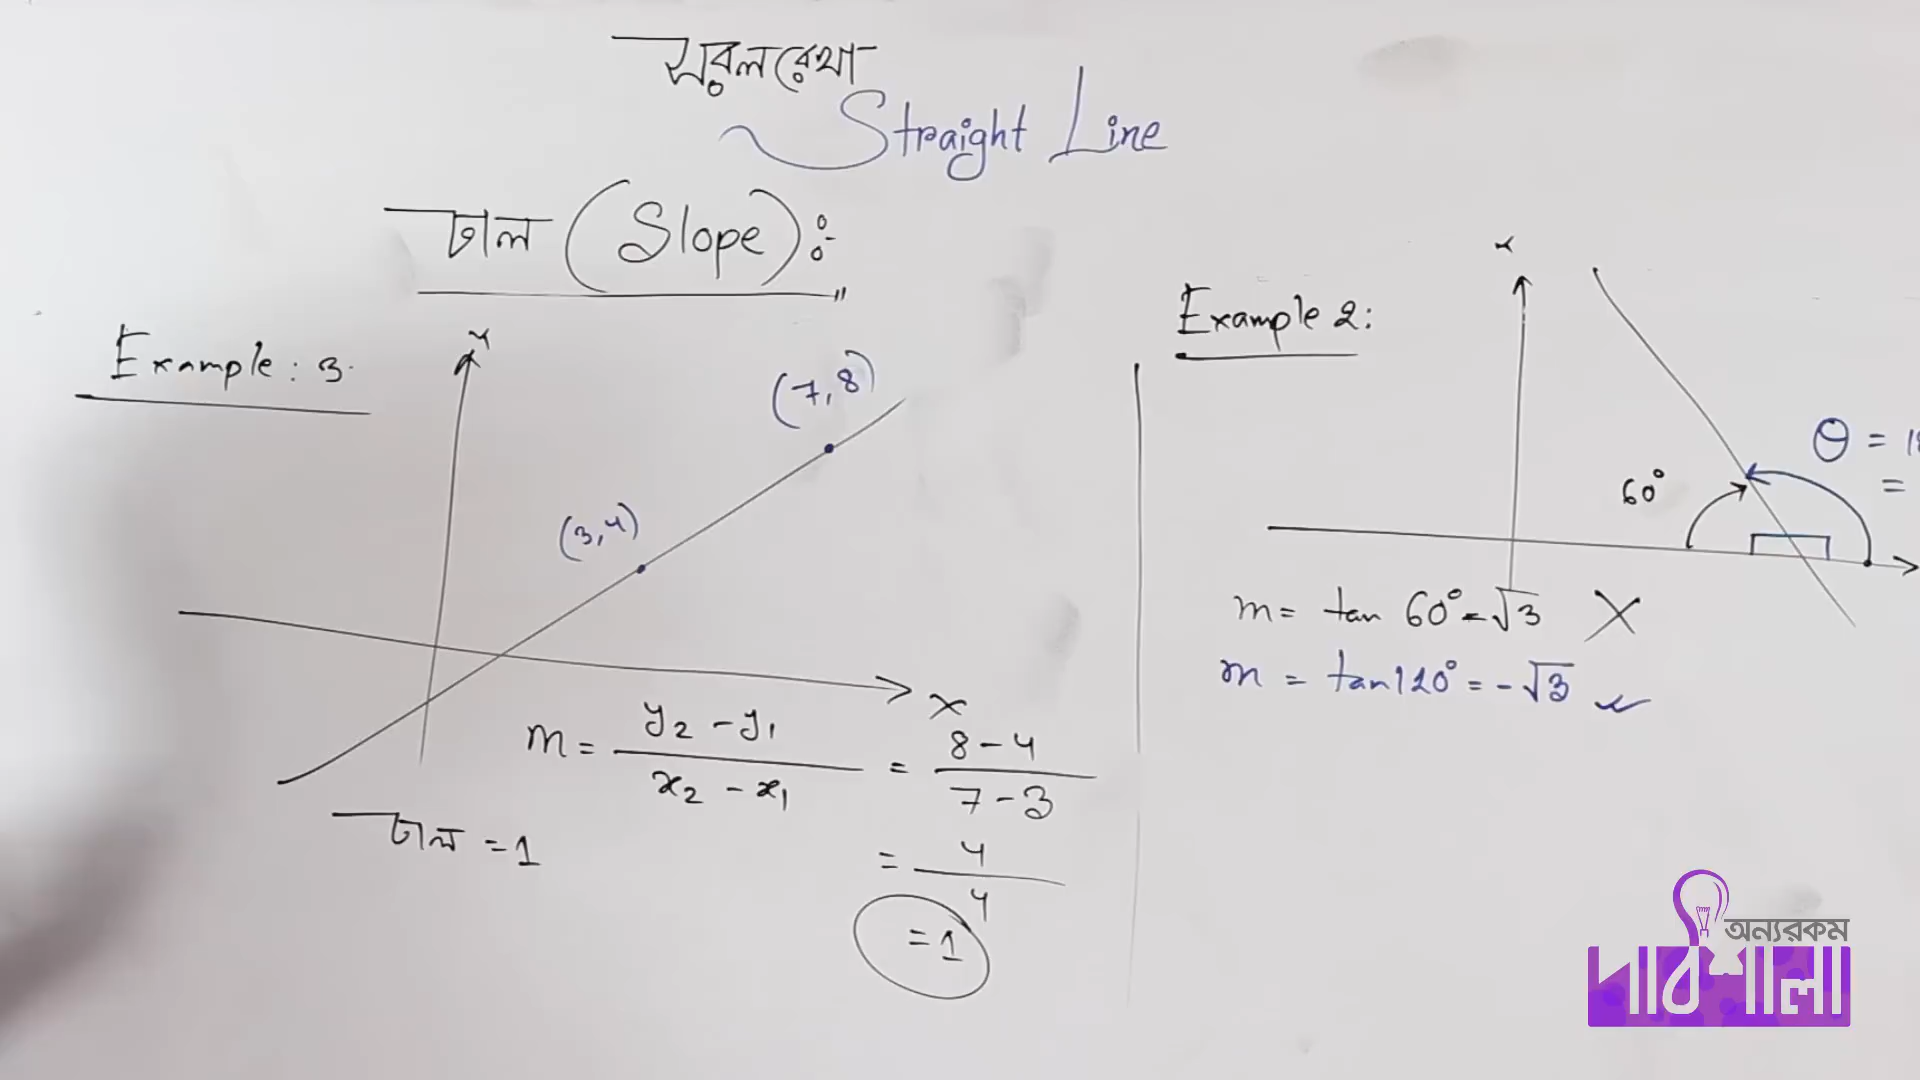 সরলরেখা
Straight Line
ঢাল (Slope):
Example: 3.
y
(7,8)
(3,4)
x
m = y₂ - y₁ / x₂ - x₁ = 8 - 4 / 7 - 3
= 4 / 4
= 1
ঢাল = 1
Example 2:
θ = 18
=
60°
m = tan 60° = √3 X
m = tan 120° = -√3 ✓
অন্যরকম
পাঠশালা